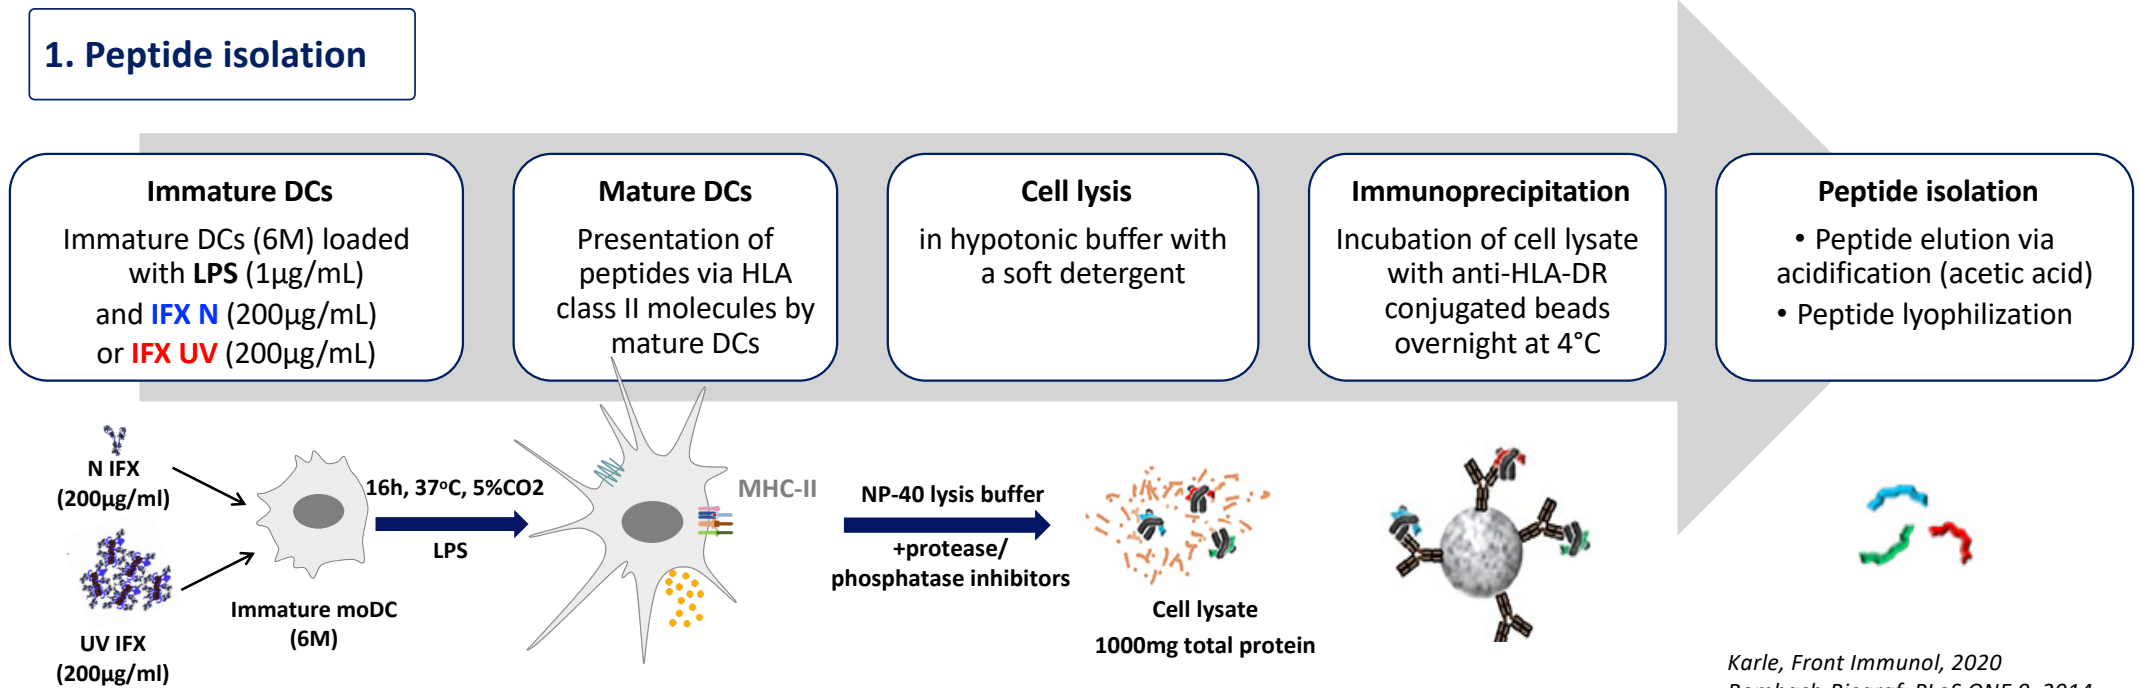 1. Peptide isolation
Immature DCs
Immature DCs (6M) loaded
with LPS (1µg/mL)
and IFX N (200µg/mL)
or IFX UV (200µg/mL)
Mature DCs
Presentation of
peptides via HLA
class II molecules by
mature DCs
Cell lysis
in hypotonic buffer with
a soft detergent
Immunoprecipitation
Incubation of cell lysate
with anti-HLA-DR
conjugated beads
overnight at 4°C
Peptide isolation
• Peptide elution via
acidification (acetic acid)
• Peptide lyophilization
N IFX
(200µg/ml)
UV IFX
(200µg/ml)
Immature moDC
(6M)
16h, 37°C, 5%CO2
LPS
MHC-II
NP-40 lysis buffer
+protease/
phosphatase inhibitors
Cell lysate
1000mg total protein
Karle, Front Immunol, 2020